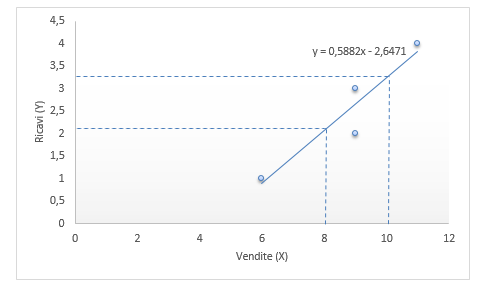 4,5
4
3,5
3
2,5
2
1,5
1
0,5
0
Ricavi (Y)
y = 0,5882x - 2,6471
0 2 4 6 8 10 12
Vendite (X)